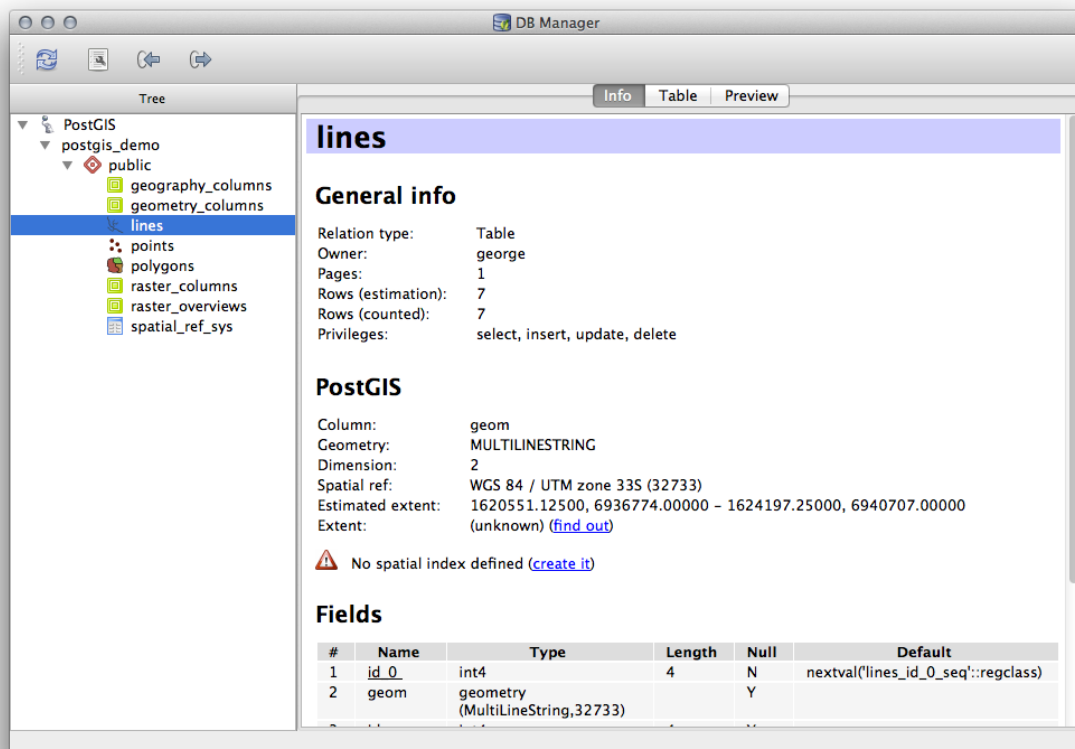 DB Manager
Tree
Info Table Preview
PostGIS
postgis_demo
public
geography_columns
geometry_columns
lines
points
polygons
raster_columns
raster_overviews
spatial_ref_sys
lines
General info
Relation type: Table
Owner: george
Pages: 1
Rows (estimation): 7
Rows (counted): 7
Privileges: select, insert, update, delete
PostGIS
Column: geom
Geometry: MULTILINESTRING
Dimension: 2
Spatial ref: WGS 84 / UTM zone 33S (32733)
Estimated extent: 1620551.12500, 6936774.00000 - 1624197.25000, 6940707.00000
Extent: (unknown) (find out)
No spatial index defined (create it)
Fields
# Name Type Length Null Default
1 id_0 int4 4 N nextval('lines_id_0_seq'::regclass)
2 geom geometry (MultiLineString,32733) Y